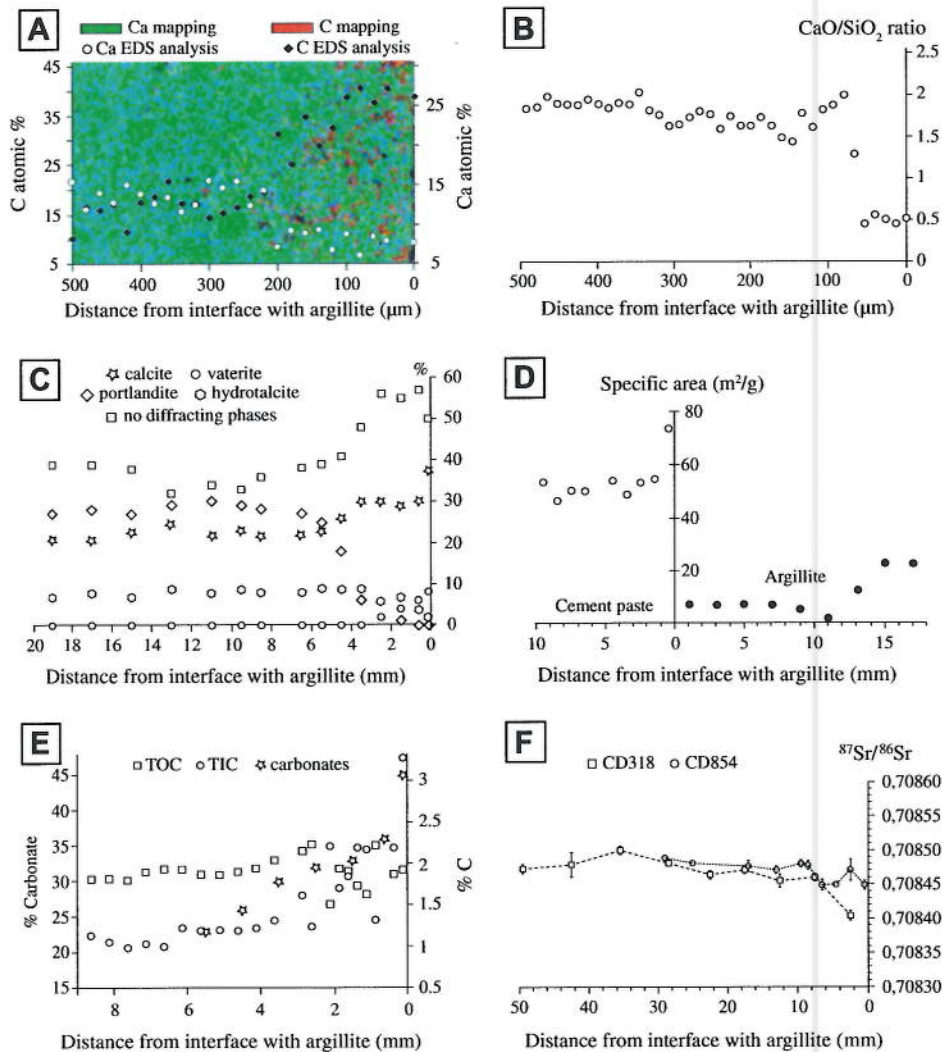 A
Ca mapping
C mapping
Ca EDS analysis
C EDS analysis
45
35
25
15
5
C atomic %
25
20
15
10
5
Ca atomic %
500 400 300 200 100 0
Distance from interface with argillite (µm)
B
CaO/SiO2 ratio
2.5
2
1.5
1
0.5
0
500 400 300 200 100 0
Distance from interface with argillite (µm)
C
calcite vaterite
portlandite hydrotalcite
no diffracting phases
%
60
50
40
30
20
10
0
20 18 16 14 12 10 8 6 4 2 0
Distance from interface with argillite (mm)
D
Specific area (m²/g)
80
60
40
20
Argillite
Cement paste
10 5 0 5 10 15
Distance from interface with argillite (mm)
E
TOC TIC carbonates
45
40
35
30
25
20
15
% Carbonate
3
2.5
2
1.5
1
0.5
% C
8 6 4 2 0
Distance from interface with argillite (mm)
F
CD318 CD854
87Sr/86Sr
0,70860
0,70850
0,70845
0,70840
0,70830
50 40 30 20 10 0
Distance from interface with argillite (mm)